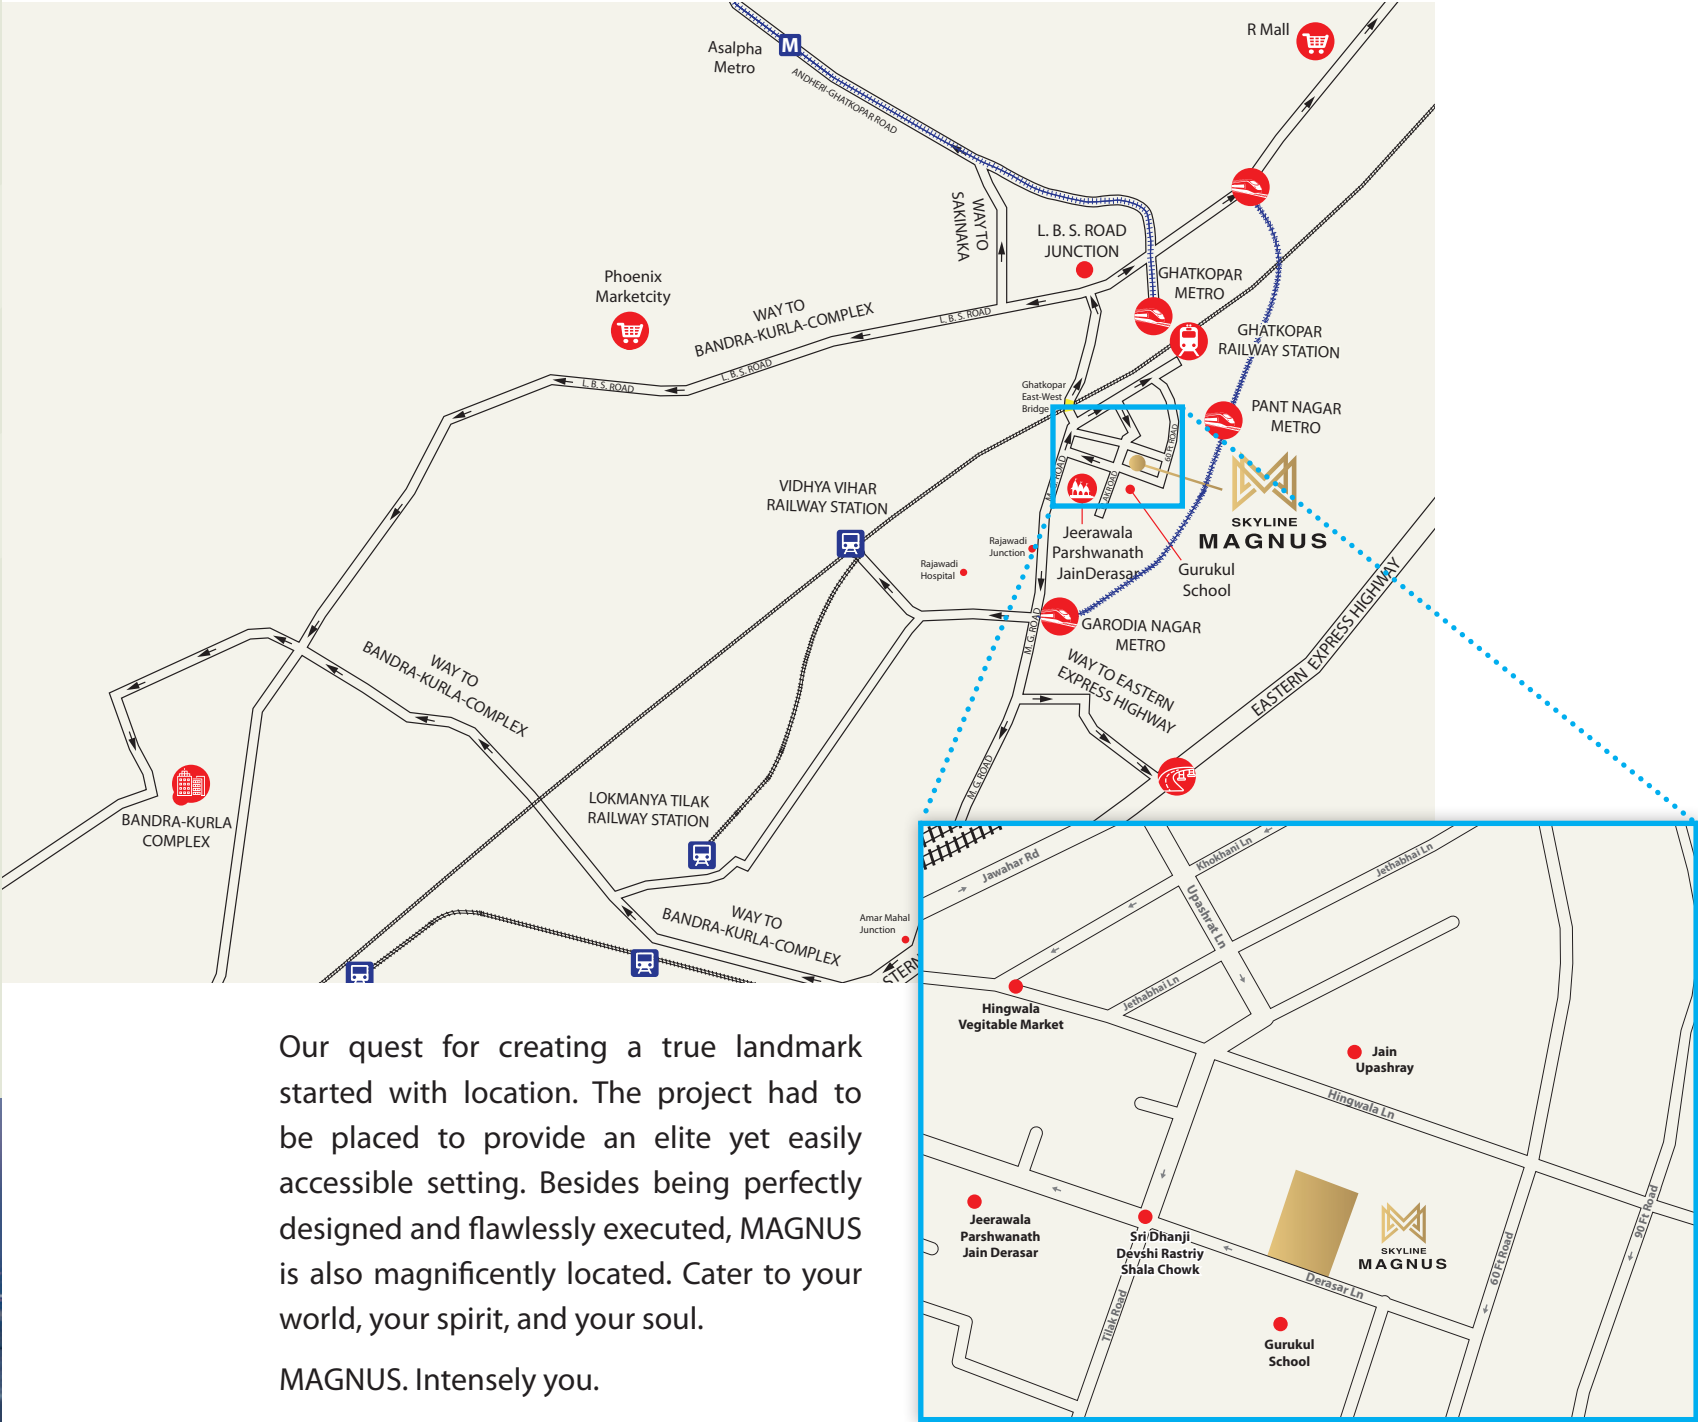 R Mall
Asalpha
Metro
M
ANDHERI-GHATKOPAR ROAD
WAY TO
SAKINAKA
L. B. S. ROAD
JUNCTION
GHATKOPAR
METRO
Phoenix
Marketcity
WAY TO
BANDRA-KURLA-COMPLEX
L. B. S. ROAD
L. B. S. ROAD
L. B. S. ROAD
GHATKOPAR
RAILWAY STATION
Ghatkopar
East-West
Bridge
PANT NAGAR
METRO
60 Ft ROAD
M. G. ROAD
SKYLINE
MAGNUS
VIDHYA VIHAR
RAILWAY STATION
Jeerawala
Parshwanath
JainDerasar
Rajawadi
Junction
Rajawadi
Hospital
Gurukul
School
GARODIA NAGAR
METRO
M. G. ROAD
WAY TO EASTERN
EXPRESS HIGHWAY
EASTERN EXPRESS HIGHWAY
WAY TO
BANDRA-KURLA-COMPLEX
M. G. ROAD
BANDRA-KURLA
COMPLEX
LOKMANYA TILAK
RAILWAY STATION
WAY TO
BANDRA-KURLA-COMPLEX
Amar Mahal
Junction
STERN
Jawahar Rd
Khokhani Ln
Jethabhai Ln
Upashrat Ln
Jethabhai Ln
Hingwala
Vegitable Market
Jain
Upashray
Hingwala Ln
Jeerawala
Parshwanath
Jain Derasar
Sri Dhanji
Devshi Rastriy
Shala Chowk
SKYLINE
MAGNUS
Derasar Ln
60 Ft Road
90 Ft Road
Tilak Road
Gurukul
School
Our quest for creating a true landmark
started with location. The project had to
be placed to provide an elite yet easily
accessible setting. Besides being perfectly
designed and flawlessly executed, MAGNUS
is also magnificently located. Cater to your
world, your spirit, and your soul.
MAGNUS. Intensely you.